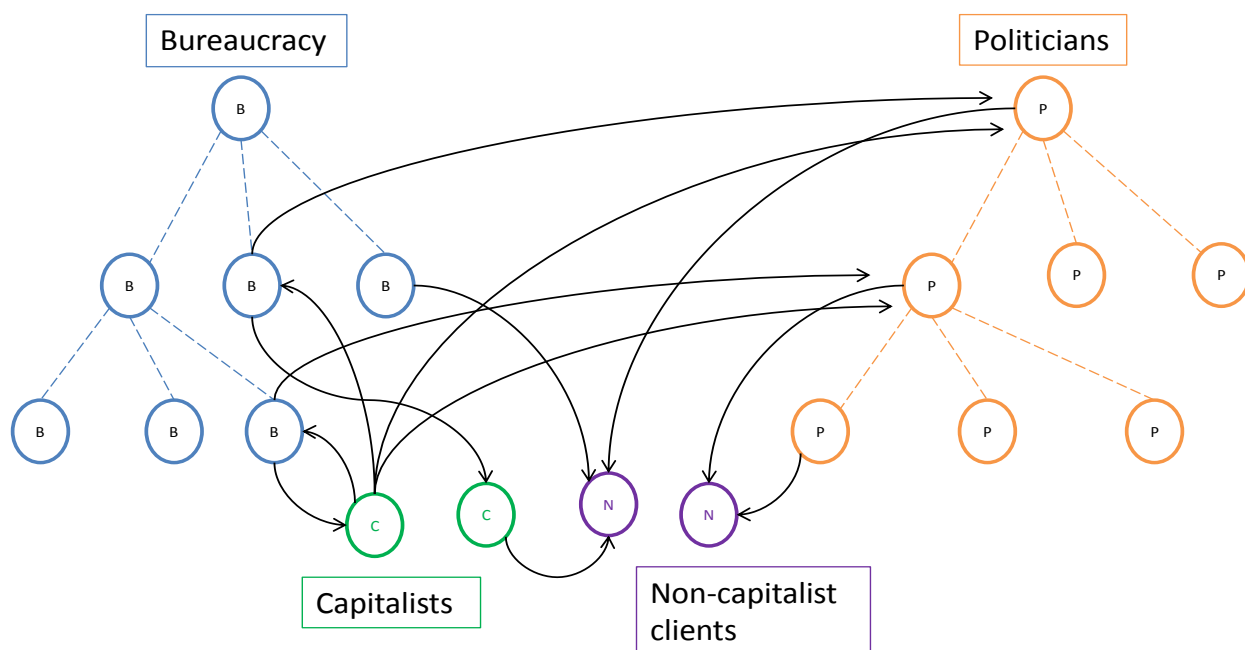 Bureaucracy
Politicians
B
P
B
B
B
P
P
P
B
B
B
P
P
P
C
C
N
N
Capitalists
Non-capitalist
clients